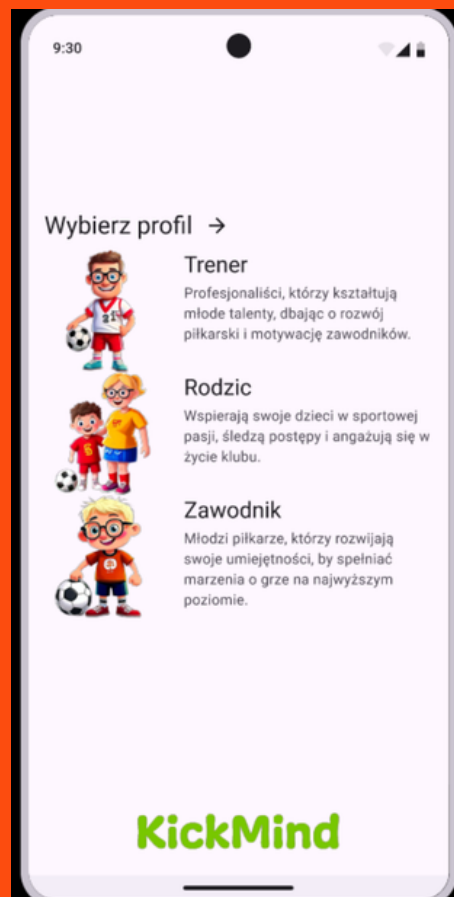 9:30
Wybierz profil →
Trener
Profesjonaliści, którzy kształtują
młode talenty, dbając o rozwój
piłkarski i motywację zawodników.
Rodzic
Wspierają swoje dzieci w sportowej
pasji, śledzą postępy i angażują się w
życie klubu.
Zawodnik
Młodzi piłkarze, którzy rozwijają
swoje umiejętności, by spełniać
marzenia o grze na najwyższym
poziomie.
KickMind